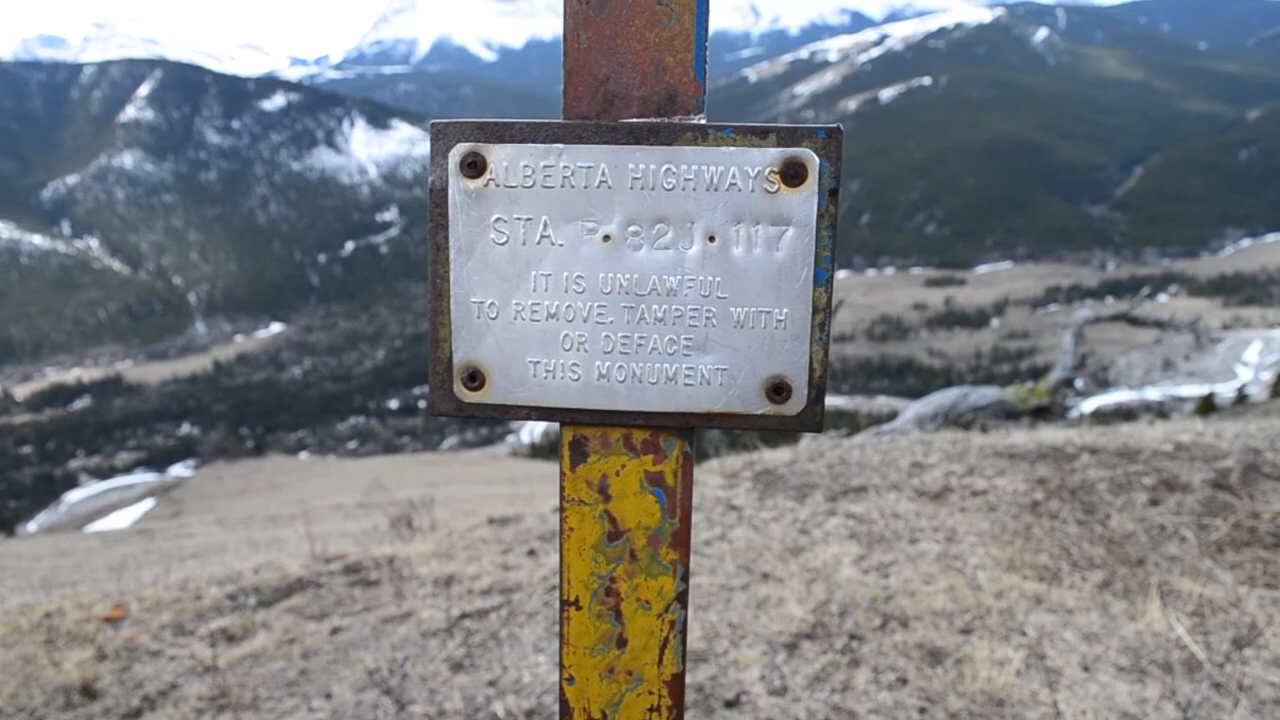 ALBERTA HIGHWAYS
STA. P. 82J. 117
IT IS UNLAWFUL
TO REMOVE. TAMPER WITH
OR DEFACE
THIS MONUMENT